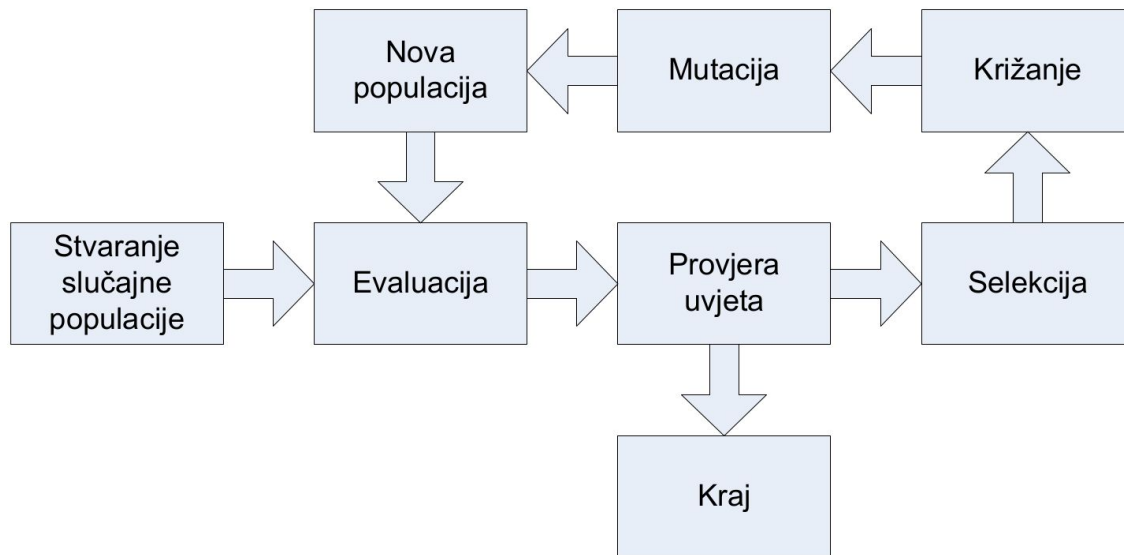 Nova
populacija
Mutacija
Križanje
Stvaranje
slučajne
populacije
Evaluacija
Provjera
uvjeta
Selekcija
Kraj